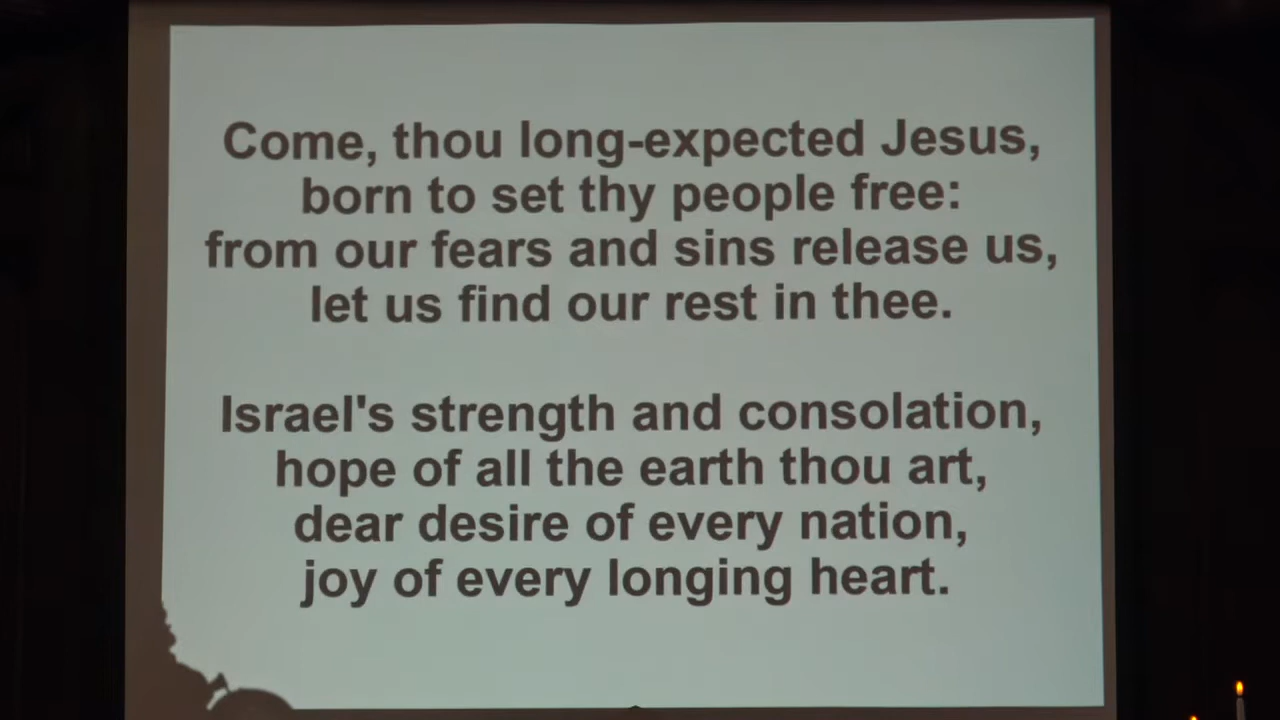 Come, thou long-expected Jesus,
born to set thy people free:
from our fears and sins release us,
let us find our rest in thee.
Israel's strength and consolation,
hope of all the earth thou art,
dear desire of every nation,
joy of every longing heart.